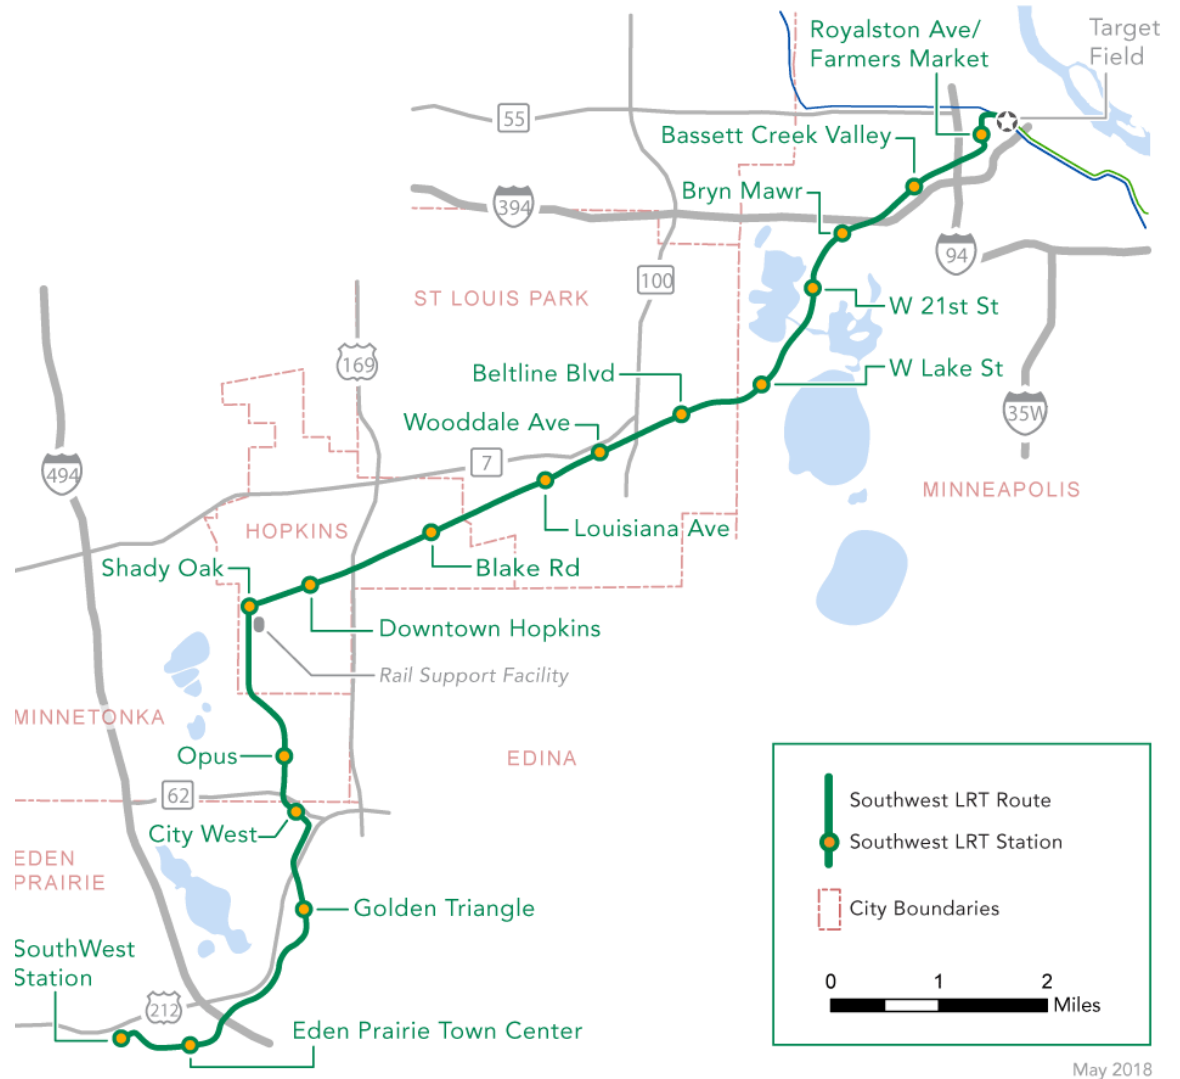 Royalston Ave/
Farmers Market
Target
Field
55
Bassett Creek Valley
Bryn Mawr
394
94
100
ST LOUIS PARK
W 21st St
169
Beltline Blvd
W Lake St
Wooddale Ave
35W
7
494
MINNEAPOLIS
HOPKINS
Louisiana Ave
Shady Oak
Blake Rd
Downtown Hopkins
Rail Support Facility
MINNETONKA
Opus
EDINA
62
City West
Southwest LRT Route
Southwest LRT Station
EDEN
PRAIRIE
Golden Triangle
City Boundaries
SouthWest
Station
212
0 1 2
Miles
Eden Prairie Town Center
May 2018